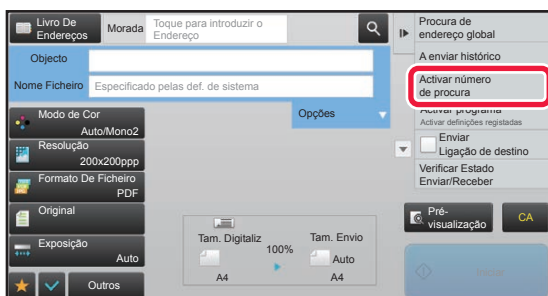 Livro De
Endereços
Morada
Toque para introduzir o
Endereço
Objecto
Nome Ficheiro
Especificado pelas def. de sistema
Modo de Cor
Auto/Mono2
Resolução
200x200ppp
Formato De Ficheiro
PDF
Original
Exposição
Auto
Outros
Opções
Tam. Digitaliz
100%
Tam. Envio
Auto
A4
A4
Procura de
endereço global
A enviar histórico
Activar número
de procura
Activar programa
Activar definições registadas
Enviar
Ligação de destino
Verificar Estado
Enviar/Receber
Pré-
visualização
CA
Iniciar